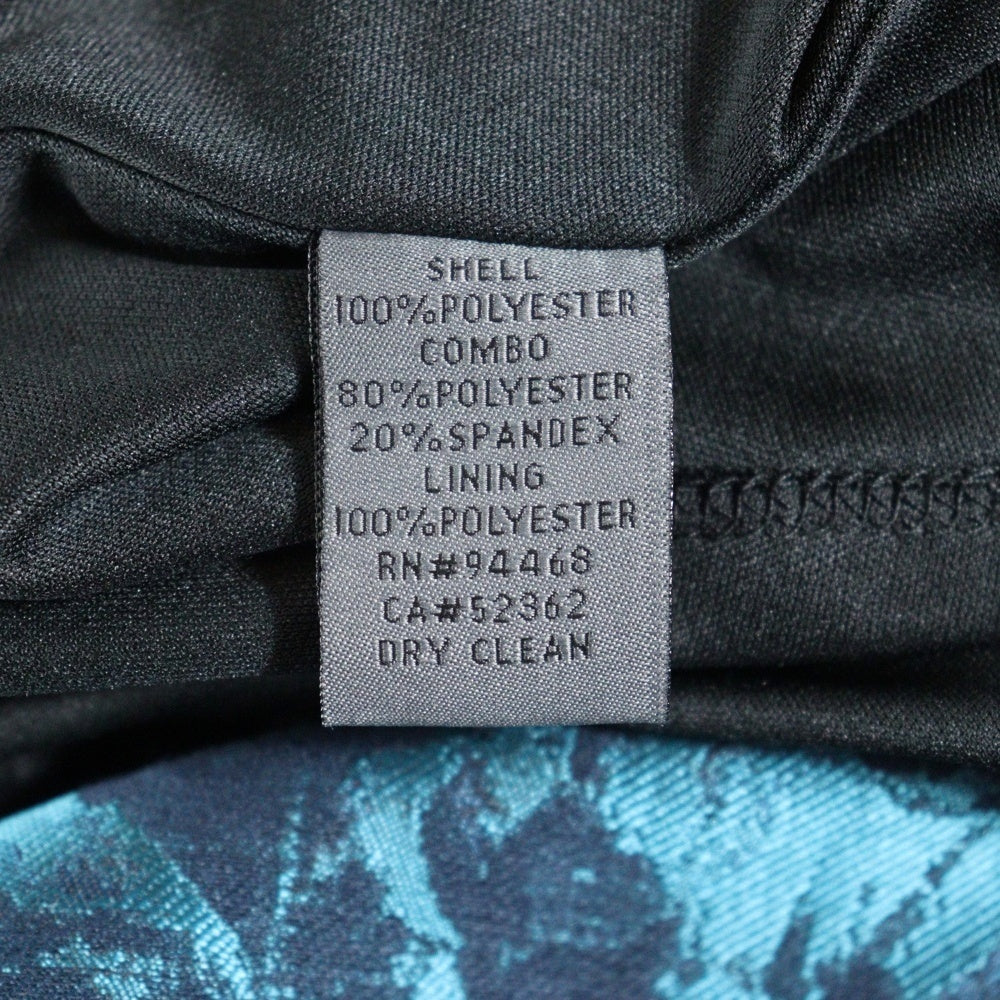 SHELL
100%POLYESTER
COMBO
80%POLYESTER
20%SPANDEX
LINING
100%POLYESTER
RN#94468
CA#52362
DRY CLEAN